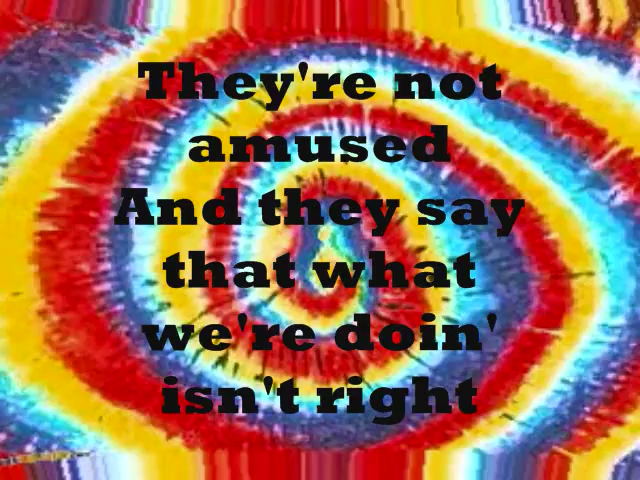 They're not
amused
And they say
that what
we're doin'
isn't right